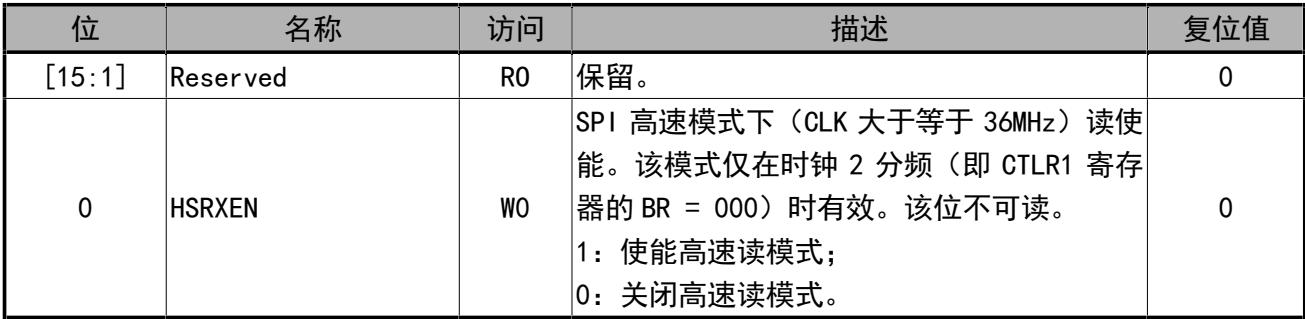 位 名称 访问 描述 复位值
[15:1] Reserved RO 保留。 0
SPI 高速模式下（CLK 大于等于 36MHz）读使
能。该模式仅在时钟 2 分频（即 CTLR1 寄存
0 HSRXEN WO 器的 BR = 000）时有效。该位不可读。 0
1：使能高速读模式；
0：关闭高速读模式。